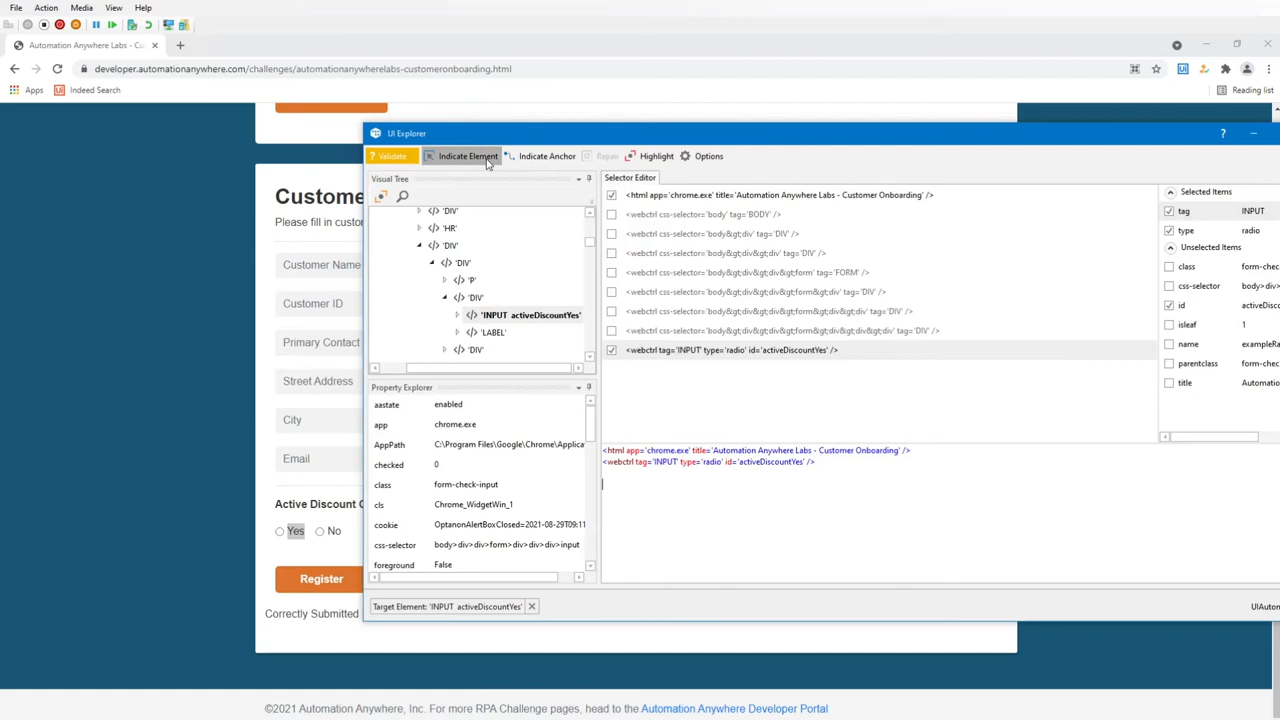 File Action Media View Help
Automation Anywhere Labs - Cu
developer.automationanywhere.com/challenges/automationanywherelabs-customeronboarding.html
Apps Indeed Search Reading list
UI Explorer
? Validate Indicate Element Indicate Anchor Repair Highlight Options
Visual Tree
'DIV'
'HR'
'DIV'
'DIV'
'P'
'DIV'
'INPUT activeDiscountYes'
'LABEL'
'DIV'
Property Explorer
aastate enabled
app chrome.exe
AppPath C:\Program Files\Google\Chrome\Applica
checked 0
class form-check-input
cls Chrome_WidgetWin_1
cookie OptanonAlertBoxClosed=2021-08-29T09:11
css-selector body>div>div>form>div>div>div>input
foreground False
Selector Editor
<html app='chrome.exe' title='Automation Anywhere Labs - Customer Onboarding' />
<webctrl css-selector='body' tag='BODY' />
<webctrl css-selector='body&gt;div' tag='DIV' />
<webctrl css-selector='body&gt;div&gt;div' tag='DIV' />
<webctrl css-selector='body&gt;div&gt;div&gt;form' tag='FORM' />
<webctrl css-selector='body&gt;div&gt;div&gt;form&gt;div' tag='DIV' />
<webctrl css-selector='body&gt;div&gt;div&gt;form&gt;div&gt;div' tag='DIV' />
<webctrl css-selector='body&gt;div&gt;div&gt;form&gt;div&gt;div&gt;div' tag='DIV' />
<webctrl tag='INPUT' type='radio' id='activeDiscountYes' />
<html app='chrome.exe' title='Automation Anywhere Labs - Customer Onboarding' />
<webctrl tag='INPUT' type='radio' id='activeDiscountYes' />
Selected Items
tag INPUT
type radio
Unselected Items
class form-chec
css-selector body>div>
id activeDisco
isleaf 1
name exampleRa
parentclass form-chec
title Automatio
Target Element: 'INPUT activeDiscountYes'
UIAutom
Custome
Please fill in custom
Customer Name
Customer ID
Primary Contact
Street Address
City
Email
Active Discount O
Yes No
Register
Correctly Submitted
©2021 Automation Anywhere, Inc. For more RPA Challenge pages, head to the Automation Anywhere Developer Portal